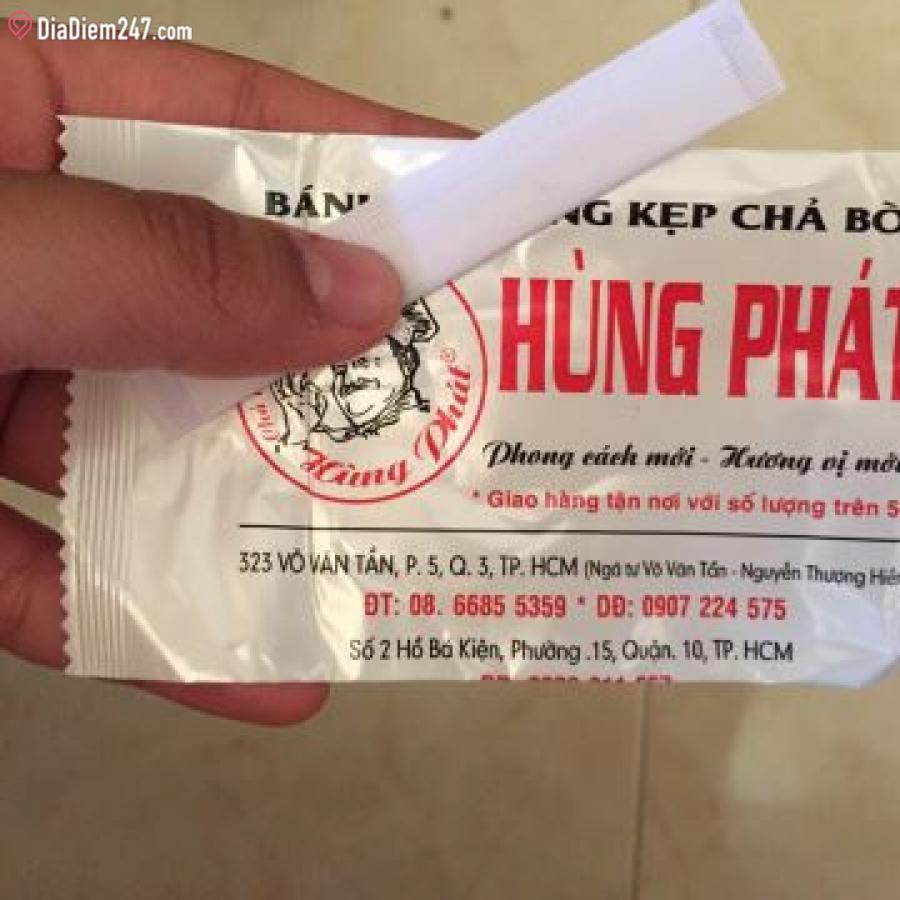 DiaDiem247.com
BÁN NG KẸP CHẢ BÒ
HÙNG PHÁT
Hùng Phát®
Phong cách mới - Hương vị mới
* Giao hàng tận nơi với số lượng trên 5
323 VÕ VĂN TẦN, P. 5, Q. 3, TP. HCM (Ngã tư Võ Văn Tần - Nguyễn Thượng Hiền
ĐT: 08. 6685 5359 * DĐ: 0907 224 575
Số 2 Hồ Bá Kiện, Phường .15, Quận. 10, TP. HCM